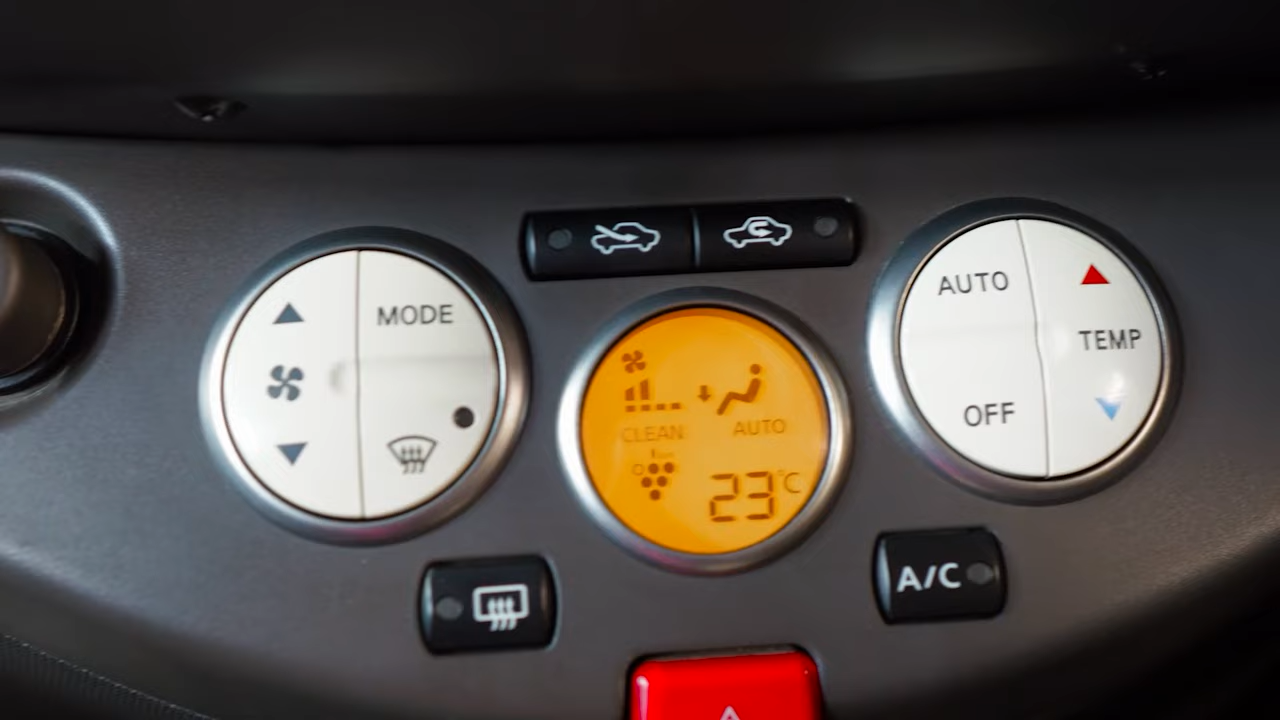 MODE
CLEAN
AUTO
23°C
AUTO
OFF
TEMP
A/C